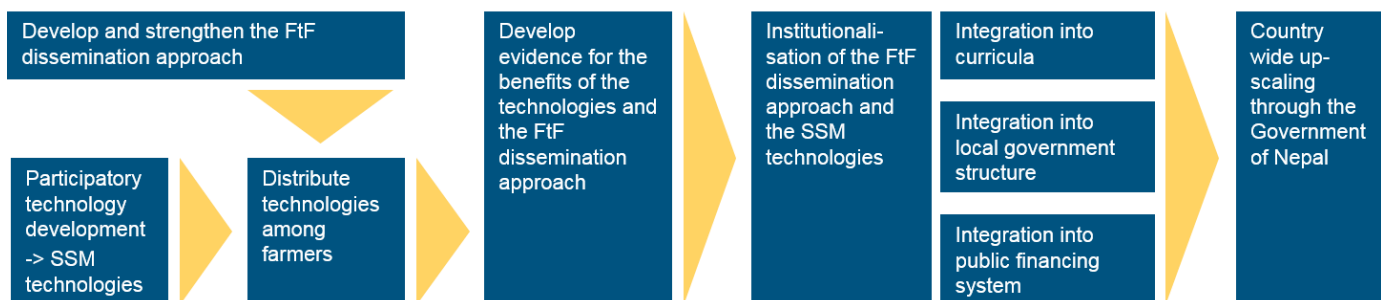 Develop and strengthen the FtF
dissemination approach
Participatory
technology
development
-> SSM
technologies
Distribute
technologies
among
farmers
Develop
evidence for the
benefits of the
technologies and
the FtF
dissemination
approach
Institutionali-
sation of the FtF
dissemination
approach and
the SSM
technologies
Integration into
curricula
Integration into
local government
structure
Integration into
public financing
system
Country
wide up-
scaling
through the
Government
of Nepal